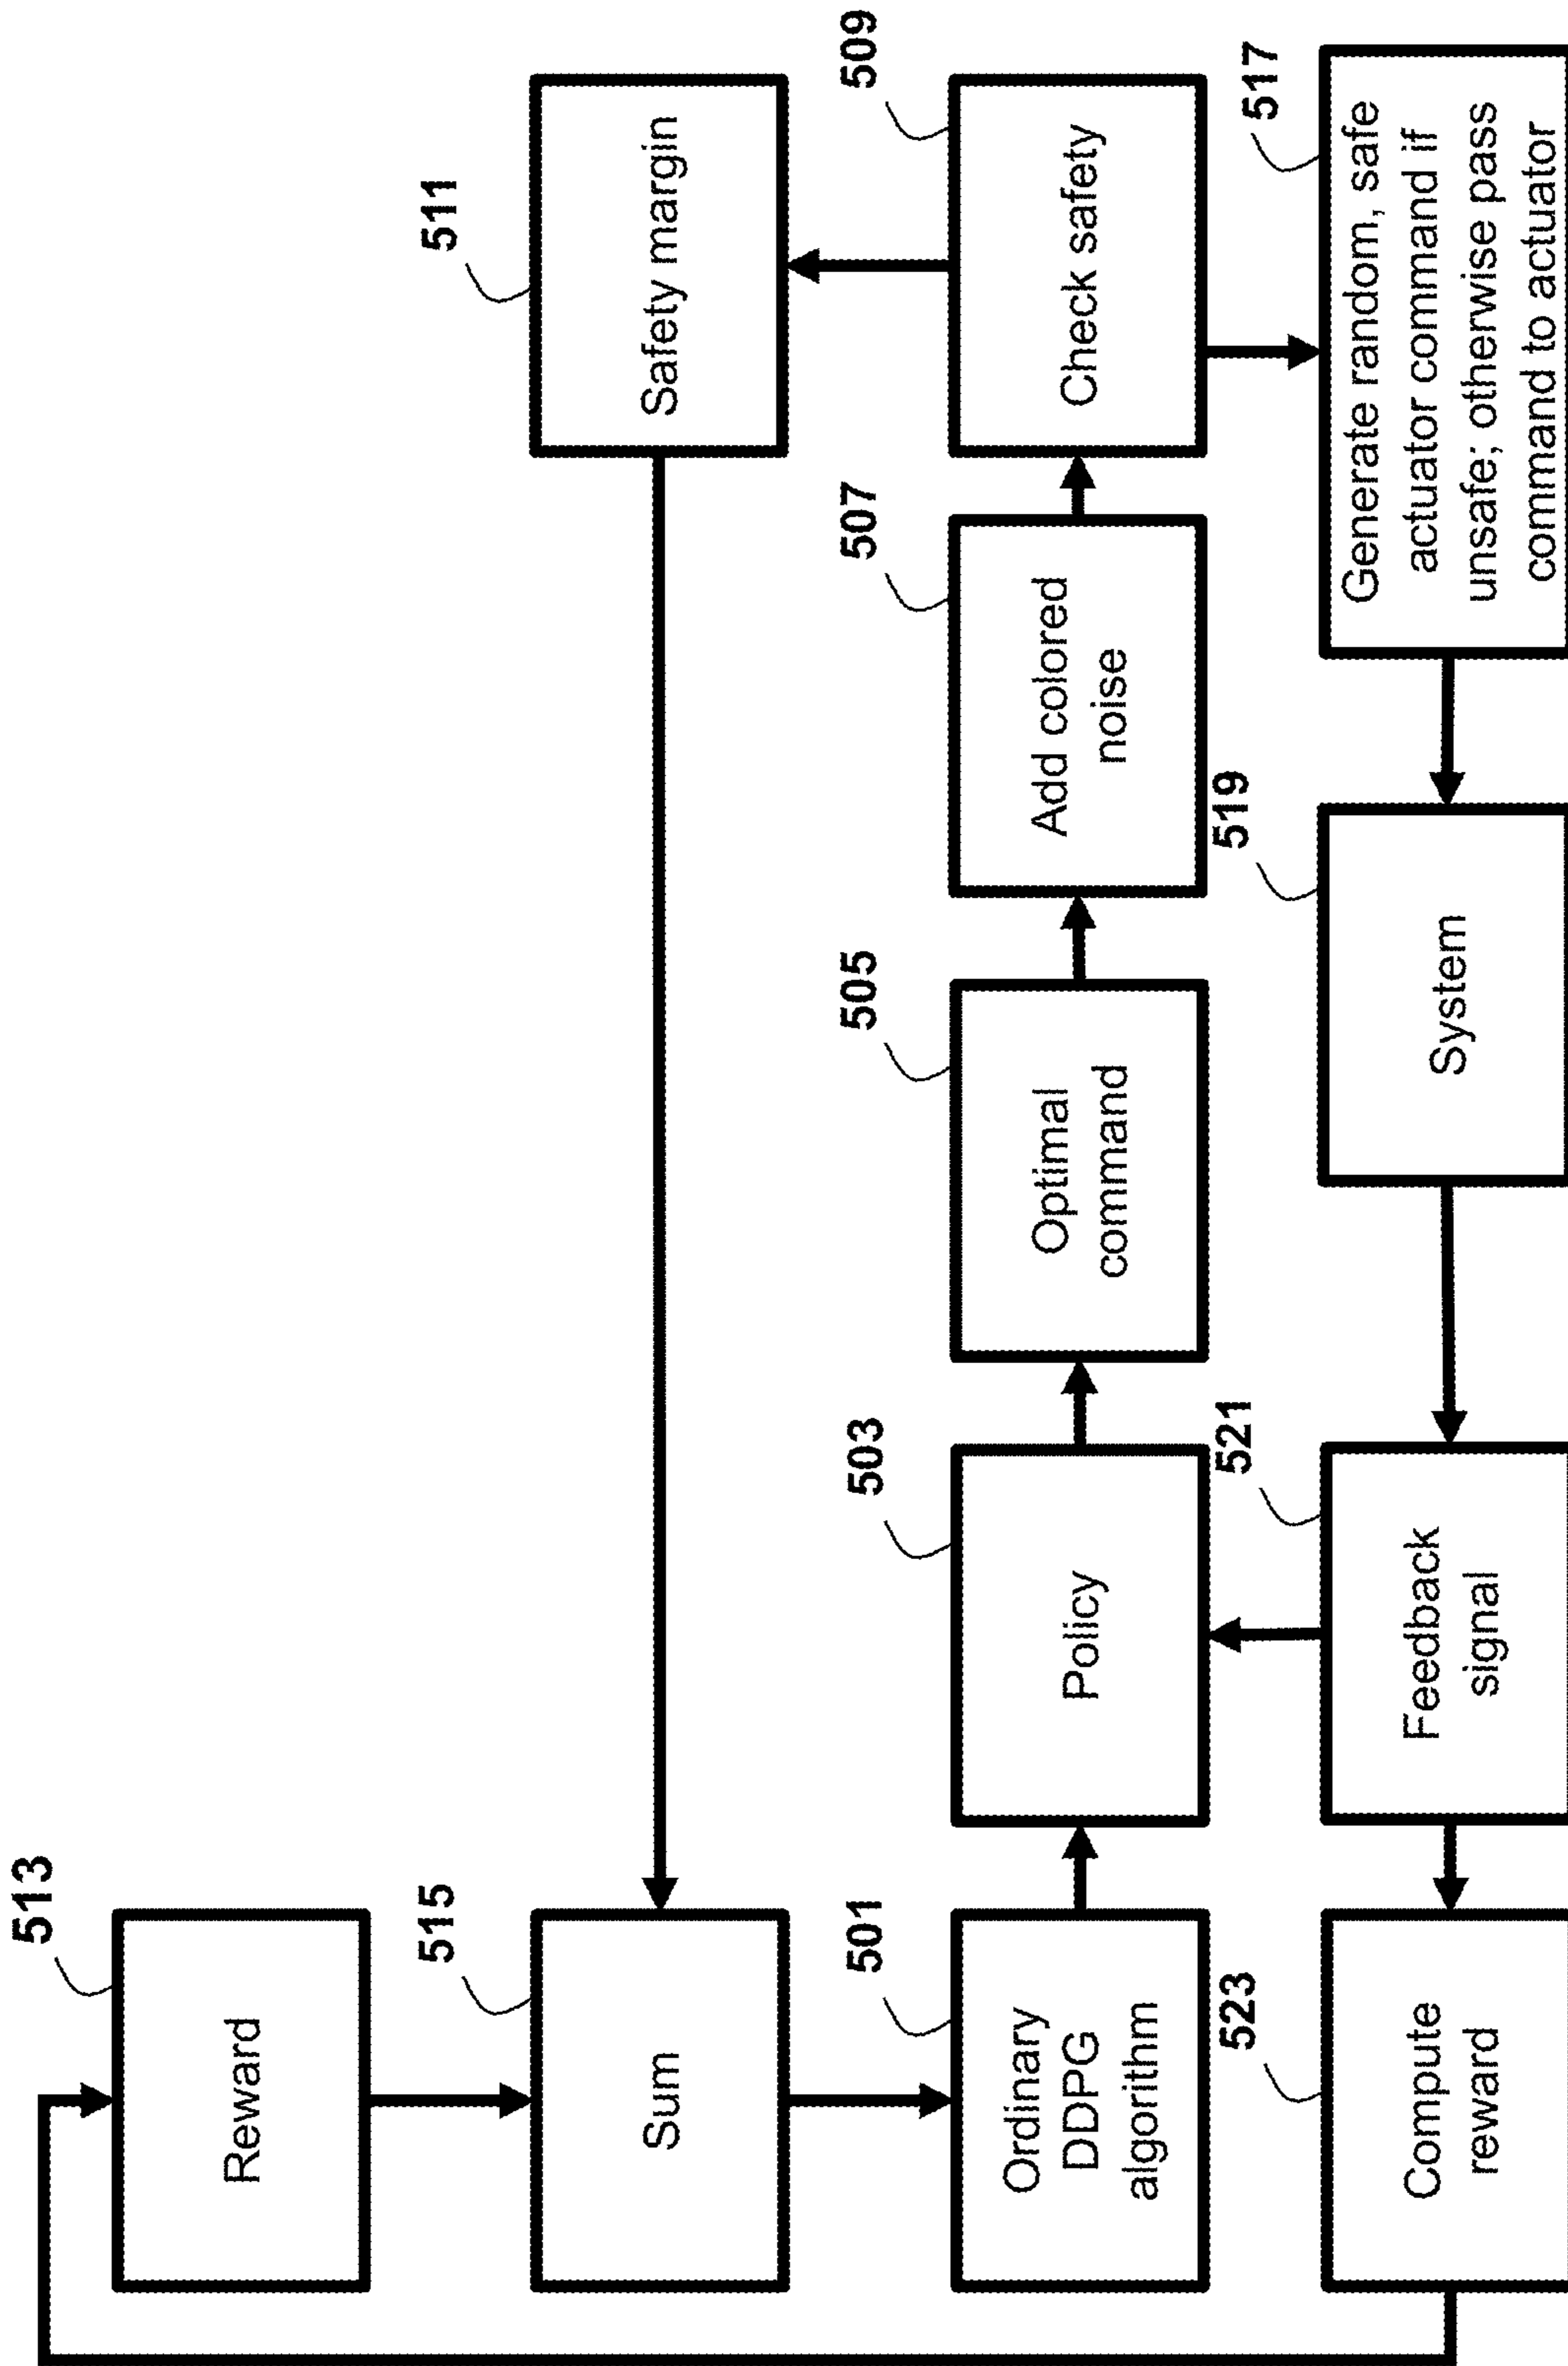 513
Reward
515
Sum
511
Safety margin
501
Ordinary
DDPG
algorithm
503
Policy
505
Optimal
command
507
Add colored
noise
509
Check safety
523
Compute
reward
521
Feedback
signal
519
System
517
Generate random, safe
actuator command if
unsafe; otherwise pass
command to actuator